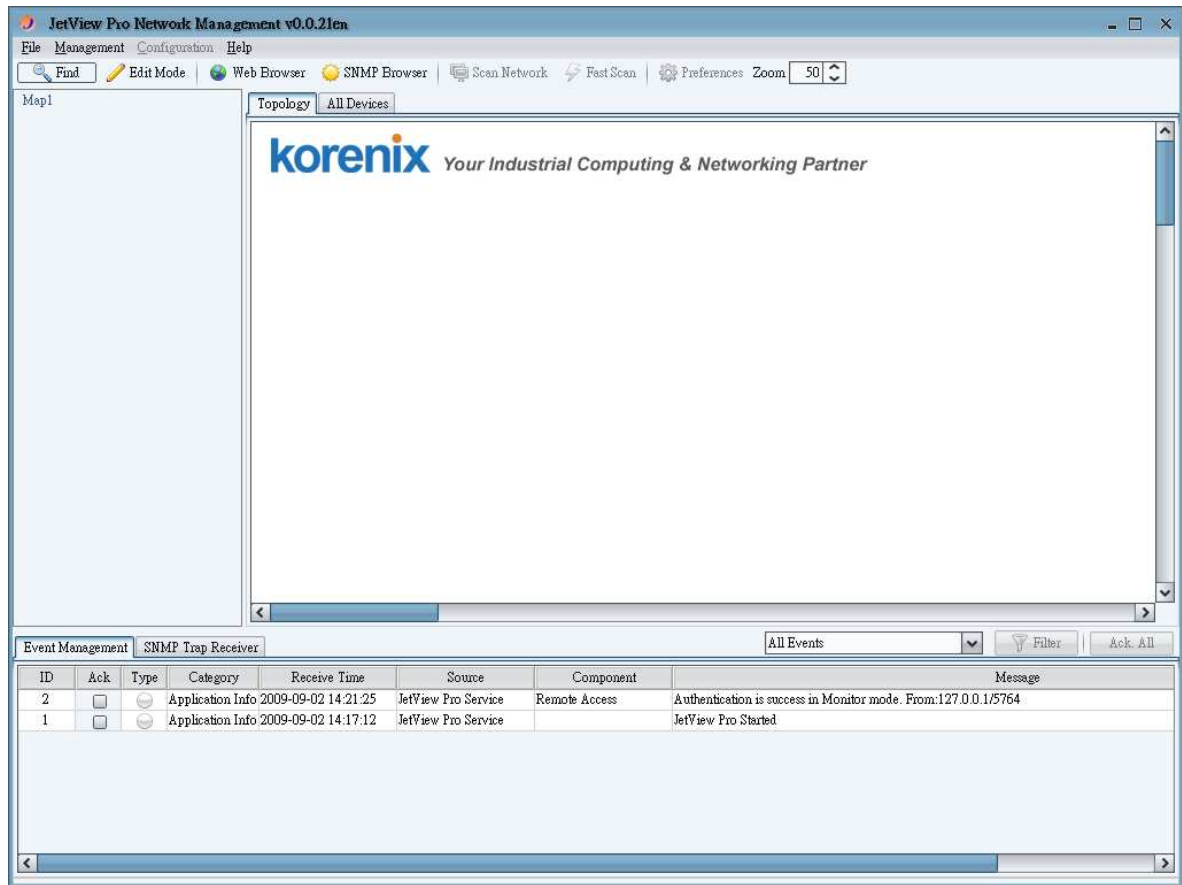 JetView Pro Network Management v0.0.21en
File Management Configuration Help
Find Edit Mode Web Browser SNMP Browser Scan Network Fast Scan Preferences Zoom 50
Map1
Topology All Devices
korenix Your Industrial Computing & Networking Partner
Event Management SNMP Trap Receiver All Events Filter Ack. All
ID Ack Type Category Receive Time Source Component Message
2 Application Info 2009-09-02 14:21:25 JetView Pro Service Remote Access Authentication is success in Monitor mode. From:127.0.0.1/5764
1 Application Info 2009-09-02 14:17:12 JetView Pro Service JetView Pro Started